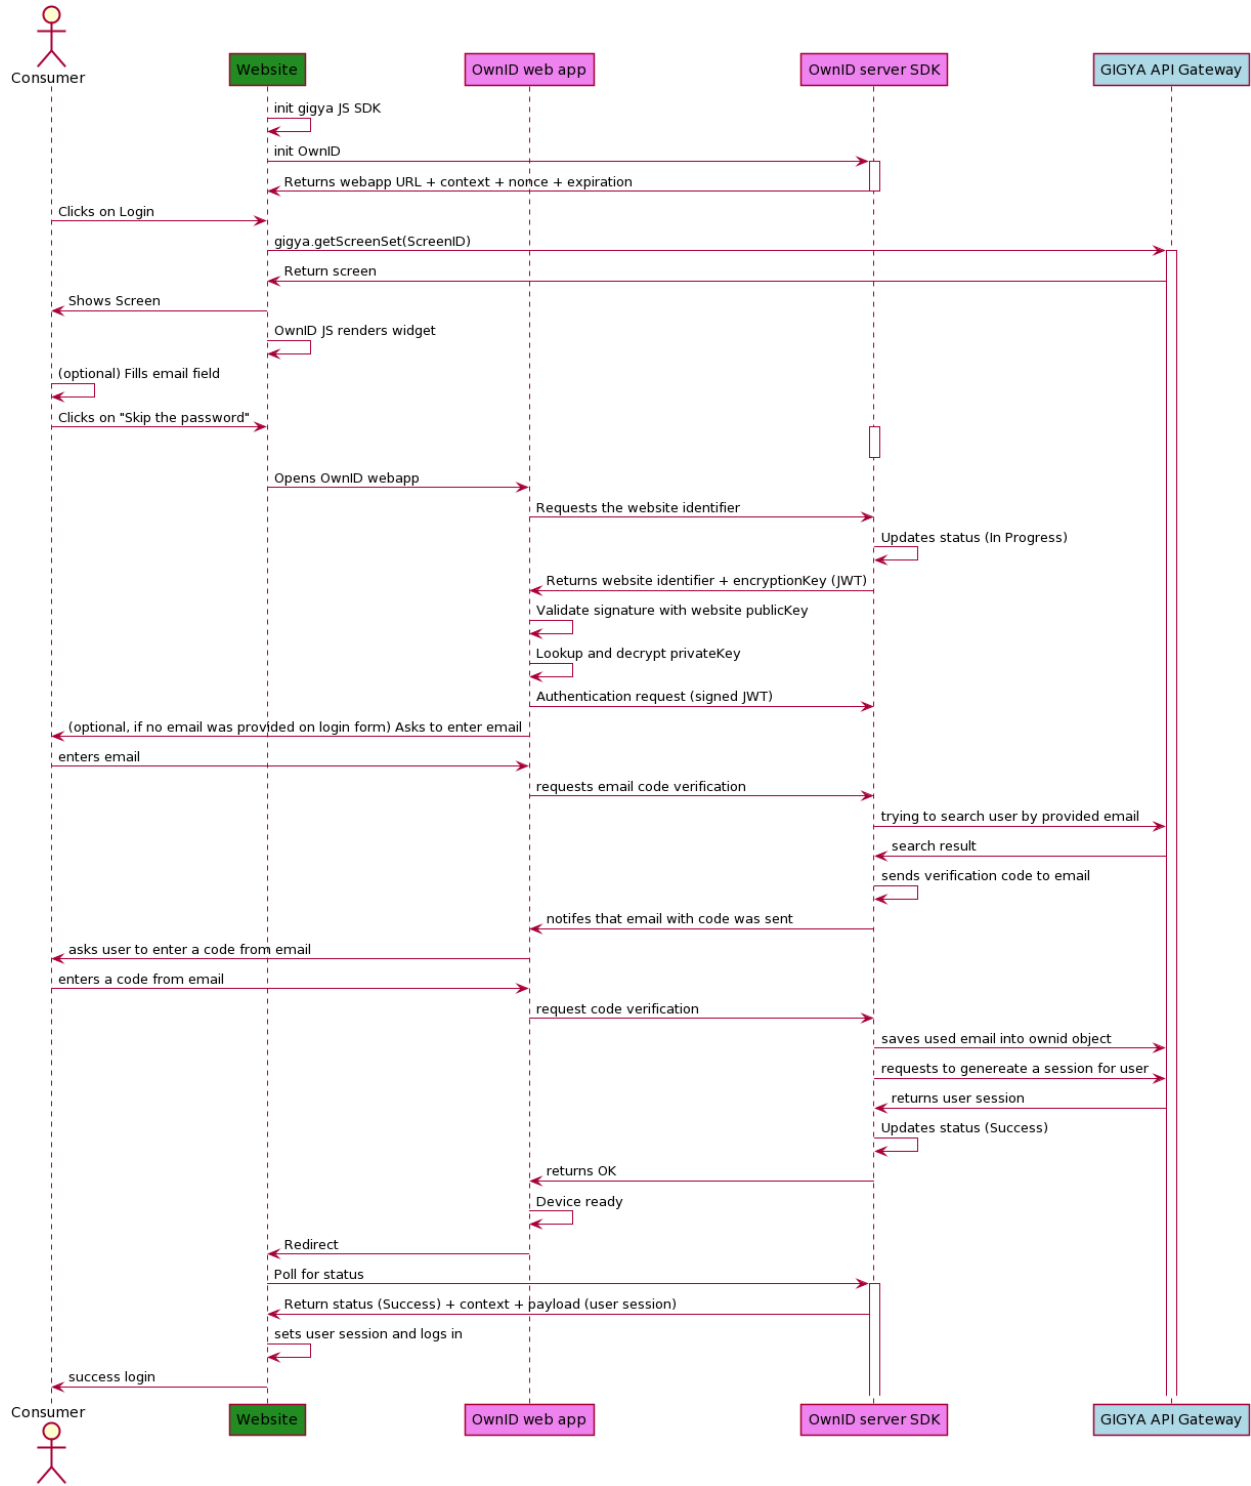 Consumer
Website
OwnID web app
OwnID server SDK
GIGYA API Gateway
init gigya JS SDK
init OwnID
Returns webapp URL + context + nonce + expiration
Clicks on Login
gigya.getScreenSet(ScreenID)
Return screen
Shows Screen
OwnID JS renders widget
(optional) Fills email field
Clicks on "Skip the password"
Opens OwnID webapp
Requests the website identifier
Updates status (In Progress)
Returns website identifier + encryptionKey (JWT)
Validate signature with website publicKey
Lookup and decrypt privateKey
Authentication request (signed JWT)
(optional, if no email was provided on login form) Asks to enter email
enters email
requests email code verification
trying to search user by provided email
search result
sends verification code to email
notifes that email with code was sent
asks user to enter a code from email
enters a code from email
request code verification
saves used email into ownid object
requests to genereate a session for user
returns user session
Updates status (Success)
returns OK
Device ready
Redirect
Poll for status
Return status (Success) + context + payload (user session)
sets user session and logs in
success login
Consumer
Website
OwnID web app
OwnID server SDK
GIGYA API Gateway